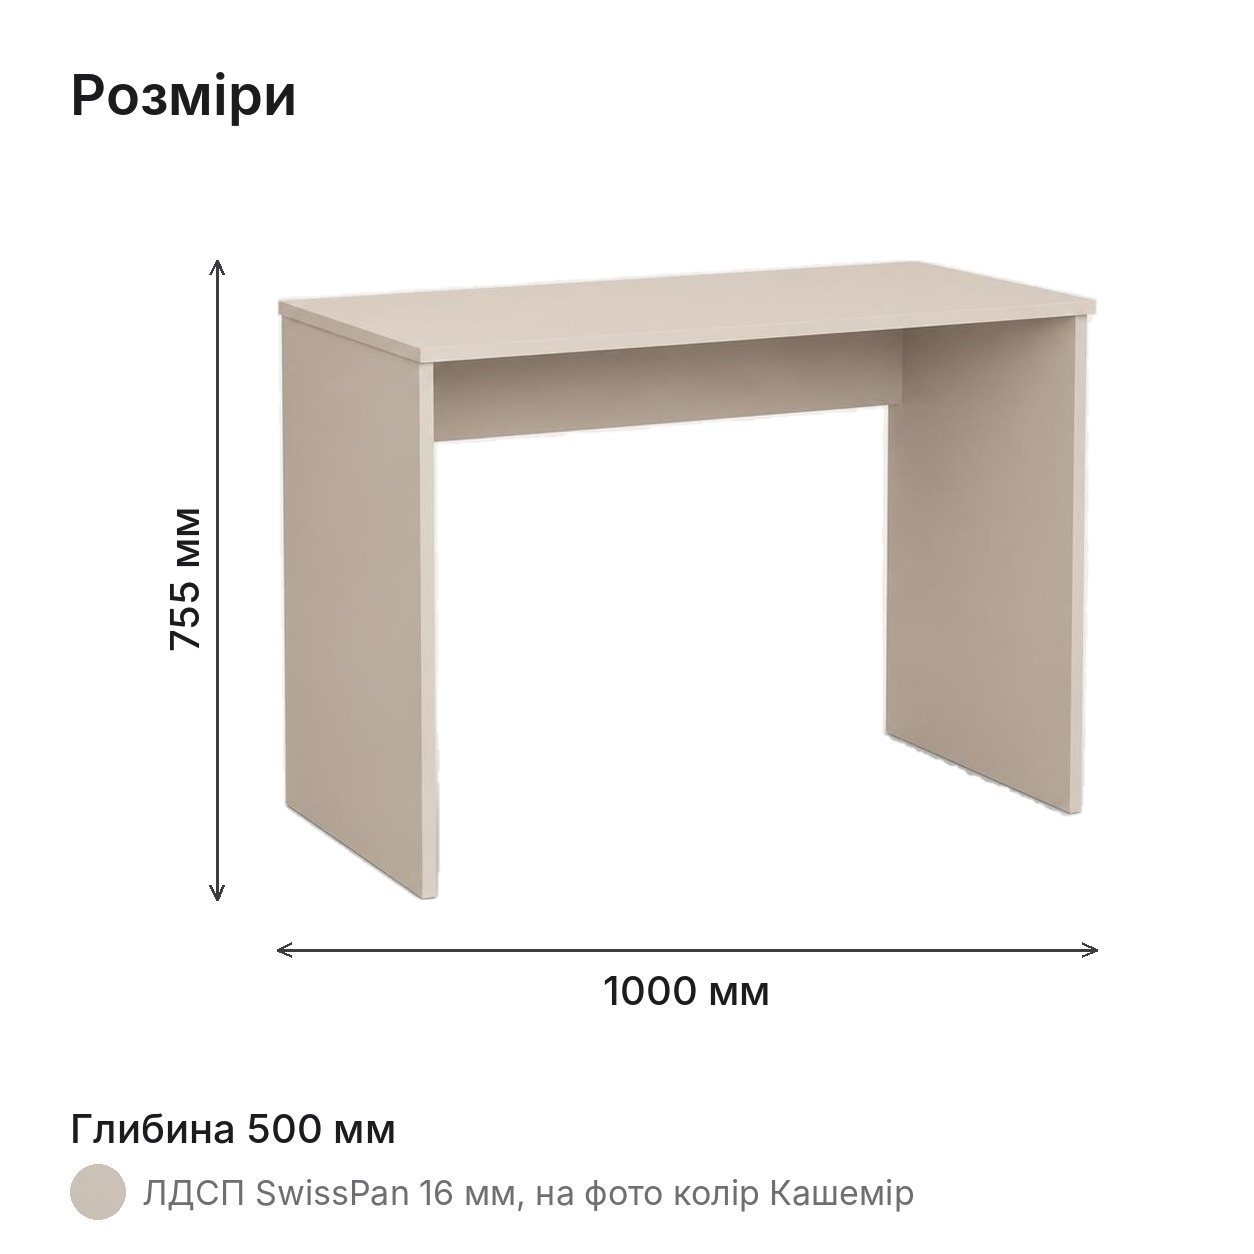 Розміри
755 мм
1000 мм
Глибина 500 мм
ЛДСП SwissPan 16 мм, на фото колір Кашемір